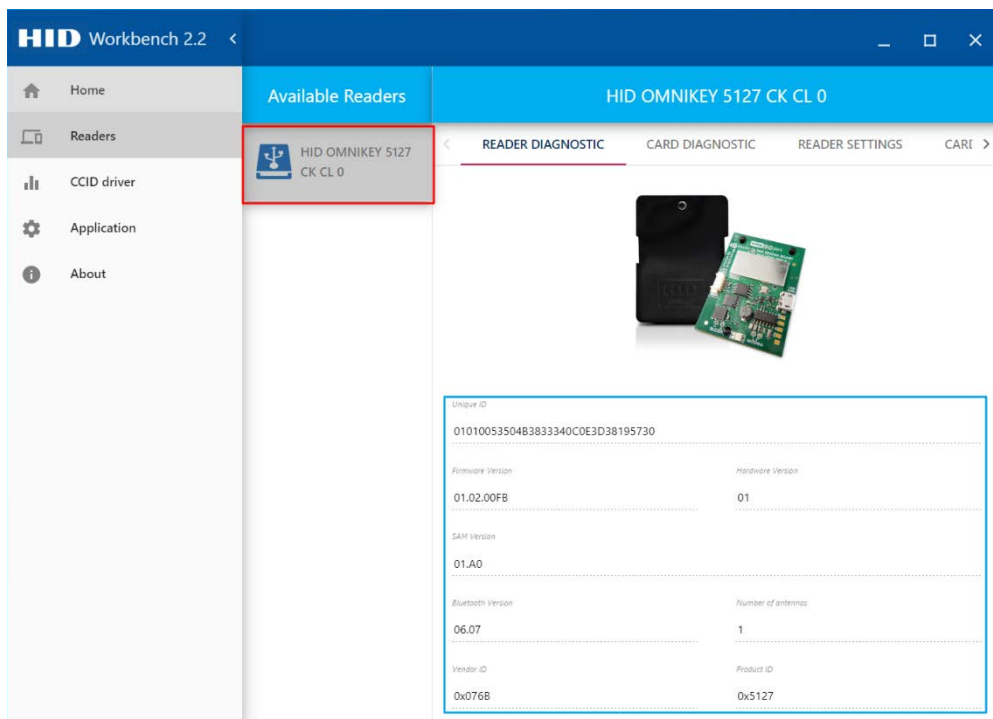 HID Workbench 2.2 <
Home
Readers
CCID driver
Application
About
Available Readers
HID OMNIKEY 5127
CK CL 0
HID OMNIKEY 5127 CK CL 0
READER DIAGNOSTIC CARD DIAGNOSTIC READER SETTINGS CARD
Unique ID
01010053504B3833340C0E3D38195730
Firmware Version Hardware Version
01.02.00FB 01
SAM Version
01.A0
Bluetooth Version Number of antennas
06.07 1
Vendor ID Product ID
0x076B 0x5127